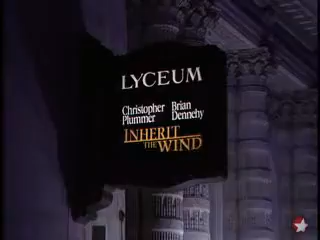 LYCEUM
Christopher Brian
Plummer Dennehy
INHERIT
THE WIND